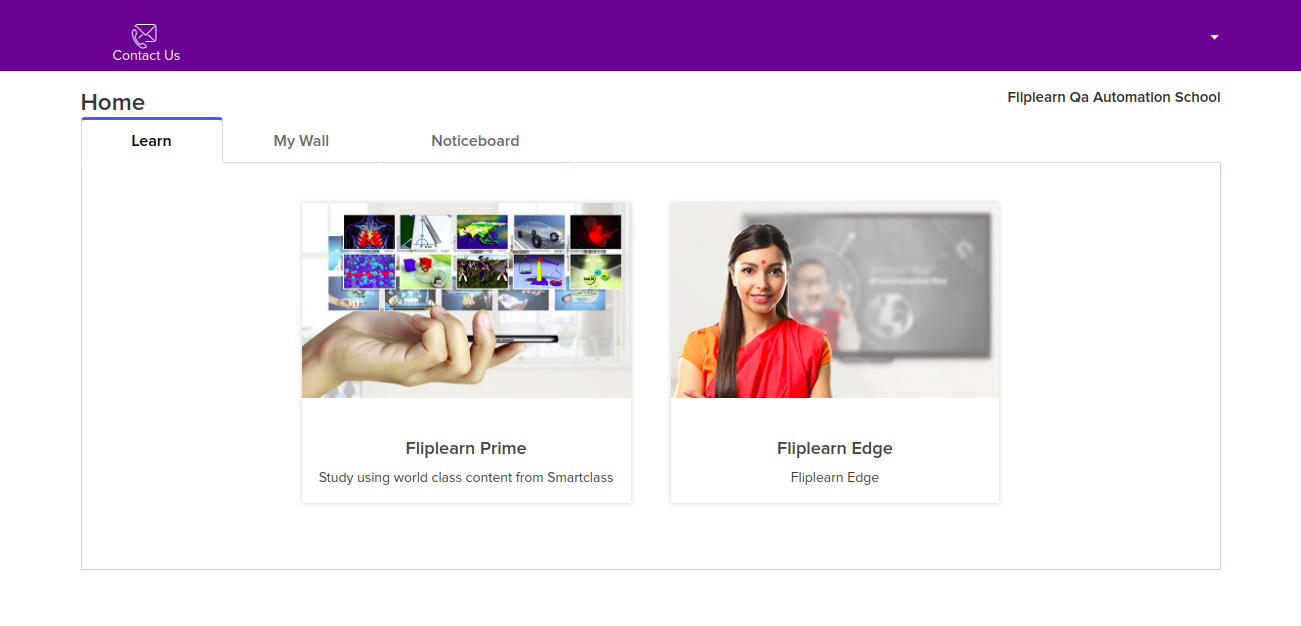 Contact Us
Home
Fliplearn Qa Automation School
Learn
My Wall
Noticeboard
Fliplearn Prime
Study using world class content from Smartclass
Fliplearn Edge
Fliplearn Edge